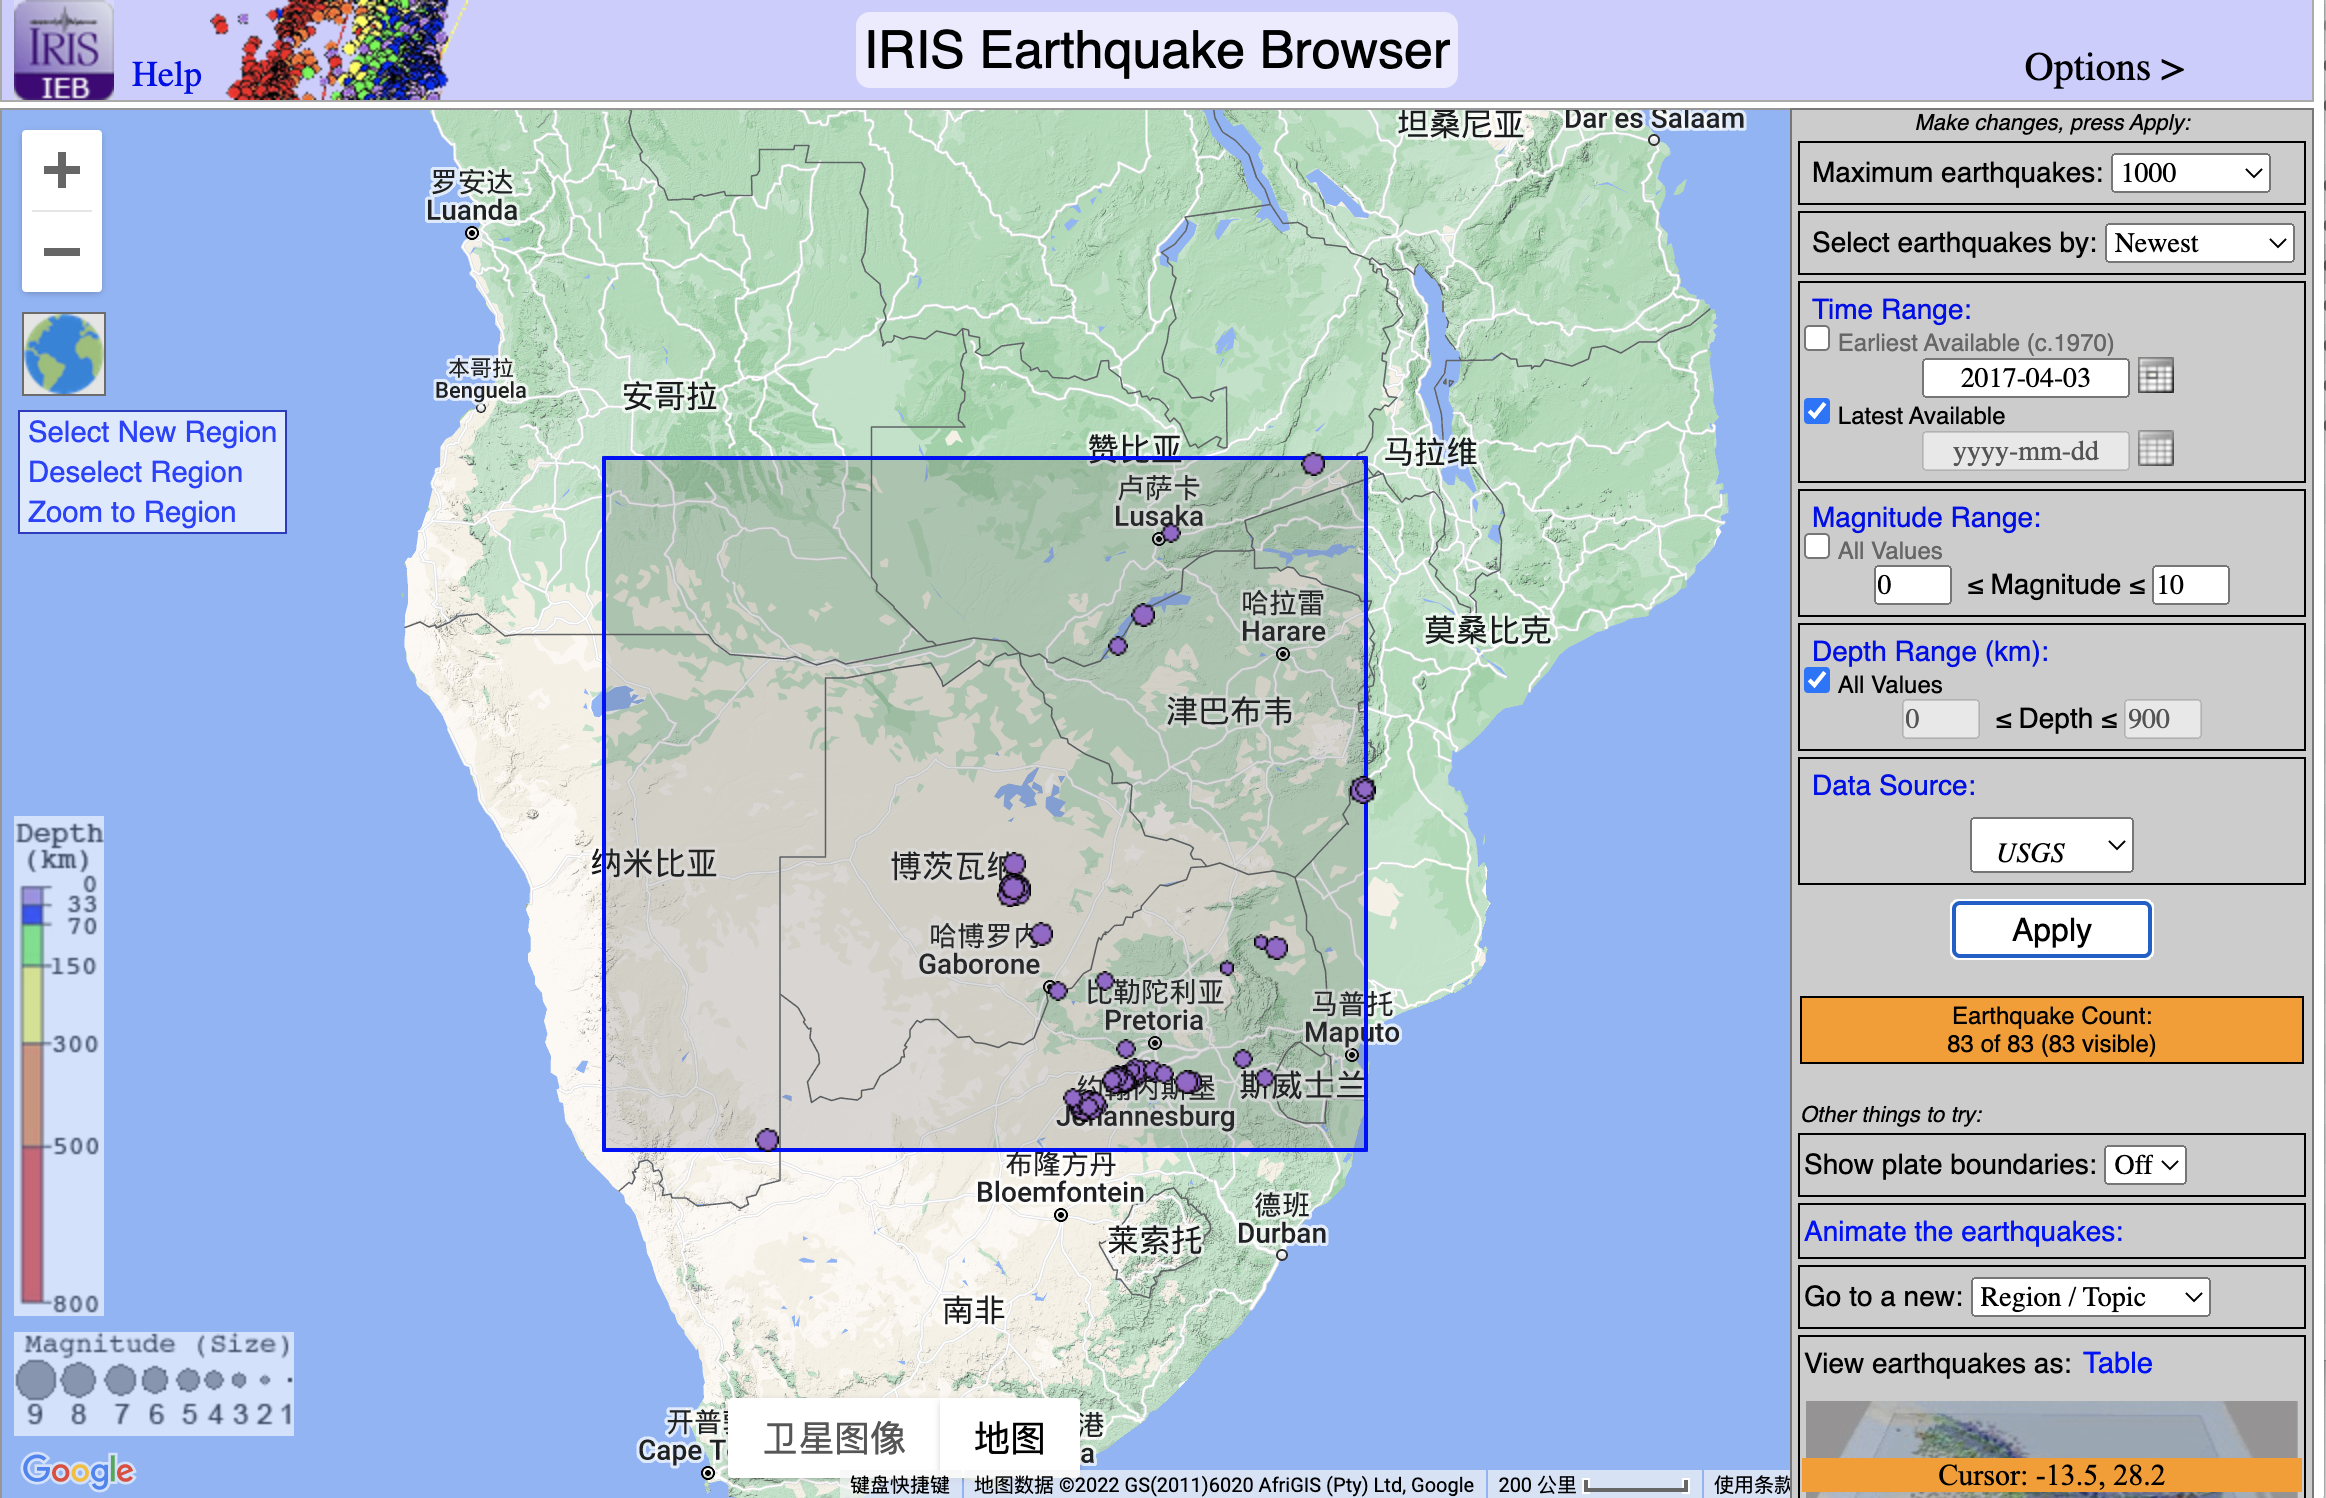 IRIS
IEB
Help
IRIS Earthquake Browser
Options >
Select New Region
Deselect Region
Zoom to Region
坦桑尼亚
Dar es Salaam
罗安达
Luanda
本哥拉
Benguela
安哥拉
赞比亚
马拉维
卢萨卡
Lusaka
哈拉雷
Harare
莫桑比克
津巴布韦
纳米比亚
博茨瓦纳
哈博罗内
Gaborone
比勒陀利亚
Pretoria
马普托
Maputo
约翰内斯堡
Johannesburg
斯威士兰
布隆方丹
Bloemfontein
德班
Durban
莱索托
南非
开普
Cape T
港
a
Depth
(km)
0
33
70
150
300
500
800
Magnitude (Size)
9 8 7 6 5 4 3 2 1
Google
卫星图像
地图
键盘快捷键
地图数据 ©2022 GS(2011)6020 AfriGIS (Pty) Ltd, Google
200 公里
使用条款
Make changes, press Apply:
Maximum earthquakes: 1000
Select earthquakes by: Newest
Time Range:
Earliest Available (c.1970)
2017-04-03
Latest Available
yyyy-mm-dd
Magnitude Range:
All Values
0 ≤ Magnitude ≤ 10
Depth Range (km):
All Values
0 ≤ Depth ≤ 900
Data Source:
USGS
Apply
Earthquake Count:
83 of 83 (83 visible)
Other things to try:
Show plate boundaries: Off
Animate the earthquakes:
Go to a new: Region / Topic
View earthquakes as: Table
Cursor: -13.5, 28.2